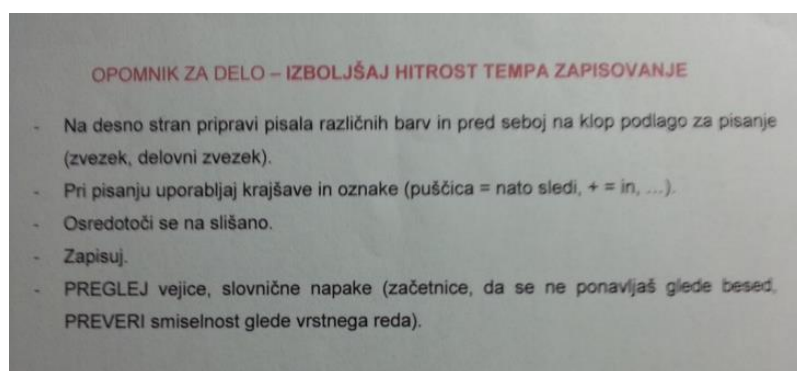 OPOMNIK ZA DELO – IZBOLJŠAJ HITROST TEMPA ZAPISOVANJE
- Na desno stran pripravi pisala različnih barv in pred seboj na klop podlago za pisanje
(zvezek, delovni zvezek).
- Pri pisanju uporabljaj krajšave in oznake (puščica = nato sledi, + = in, ...).
- Osredotoči se na slišano.
- Zapisuj.
- PREGLEJ vejice, slovnične napake (začetnice, da se ne ponavljaš glede besed,
PREVERI smiselnost glede vrstnega reda).